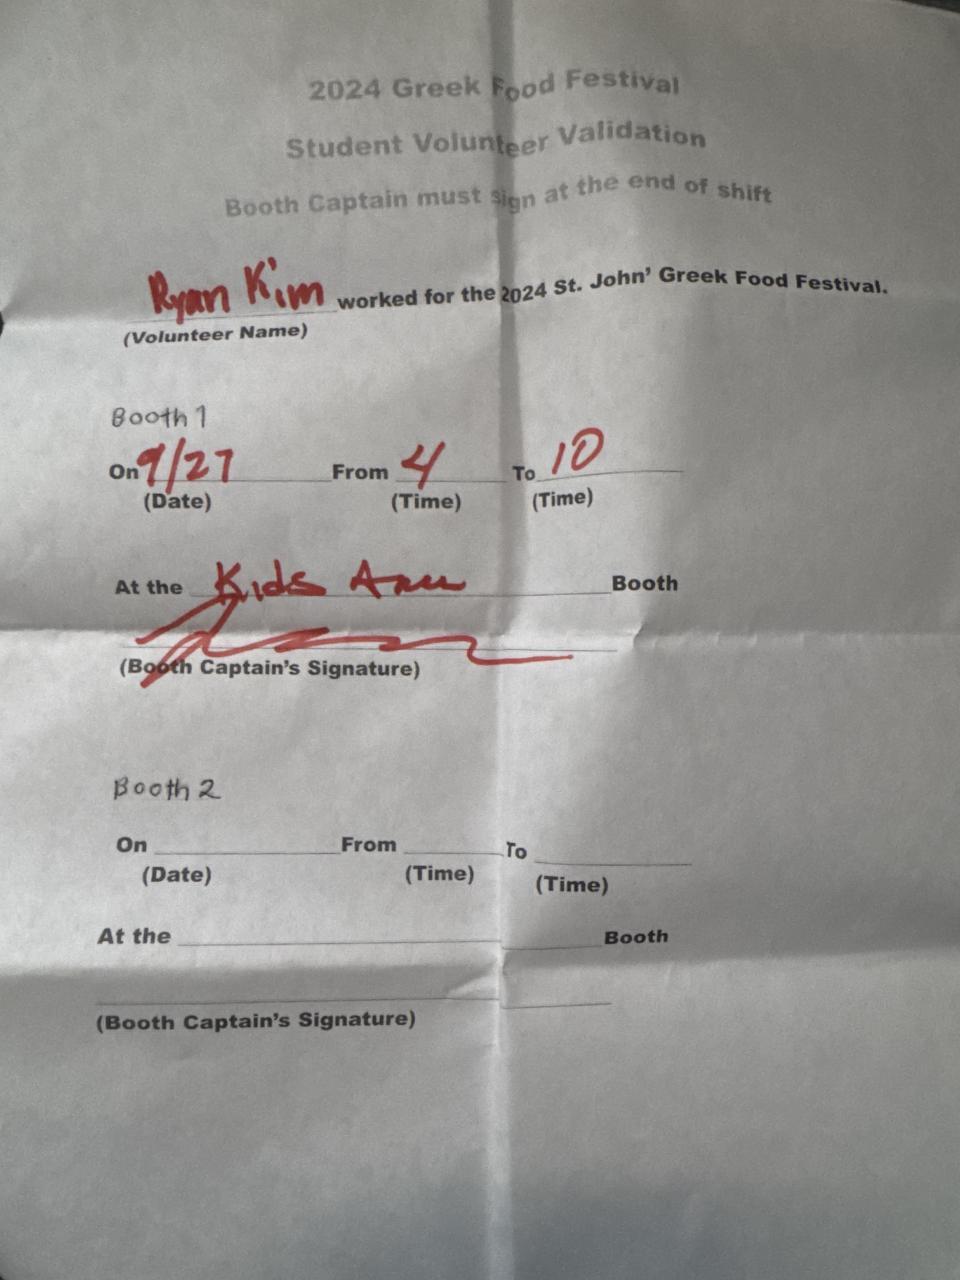 2024 Greek Food Festival
Student Volunteer Validation
Booth Captain must sign at the end of shift
Ryan Kim worked for the 2024 St. John' Greek Food Festival.
(Volunteer Name)
Booth 1
On 9/27 From 4 To 10
(Date) (Time) (Time)
At the Kids Booth
(Booth Captain's Signature)
Booth 2
On From To
(Date) (Time) (Time)
At the Booth
(Booth Captain's Signature)